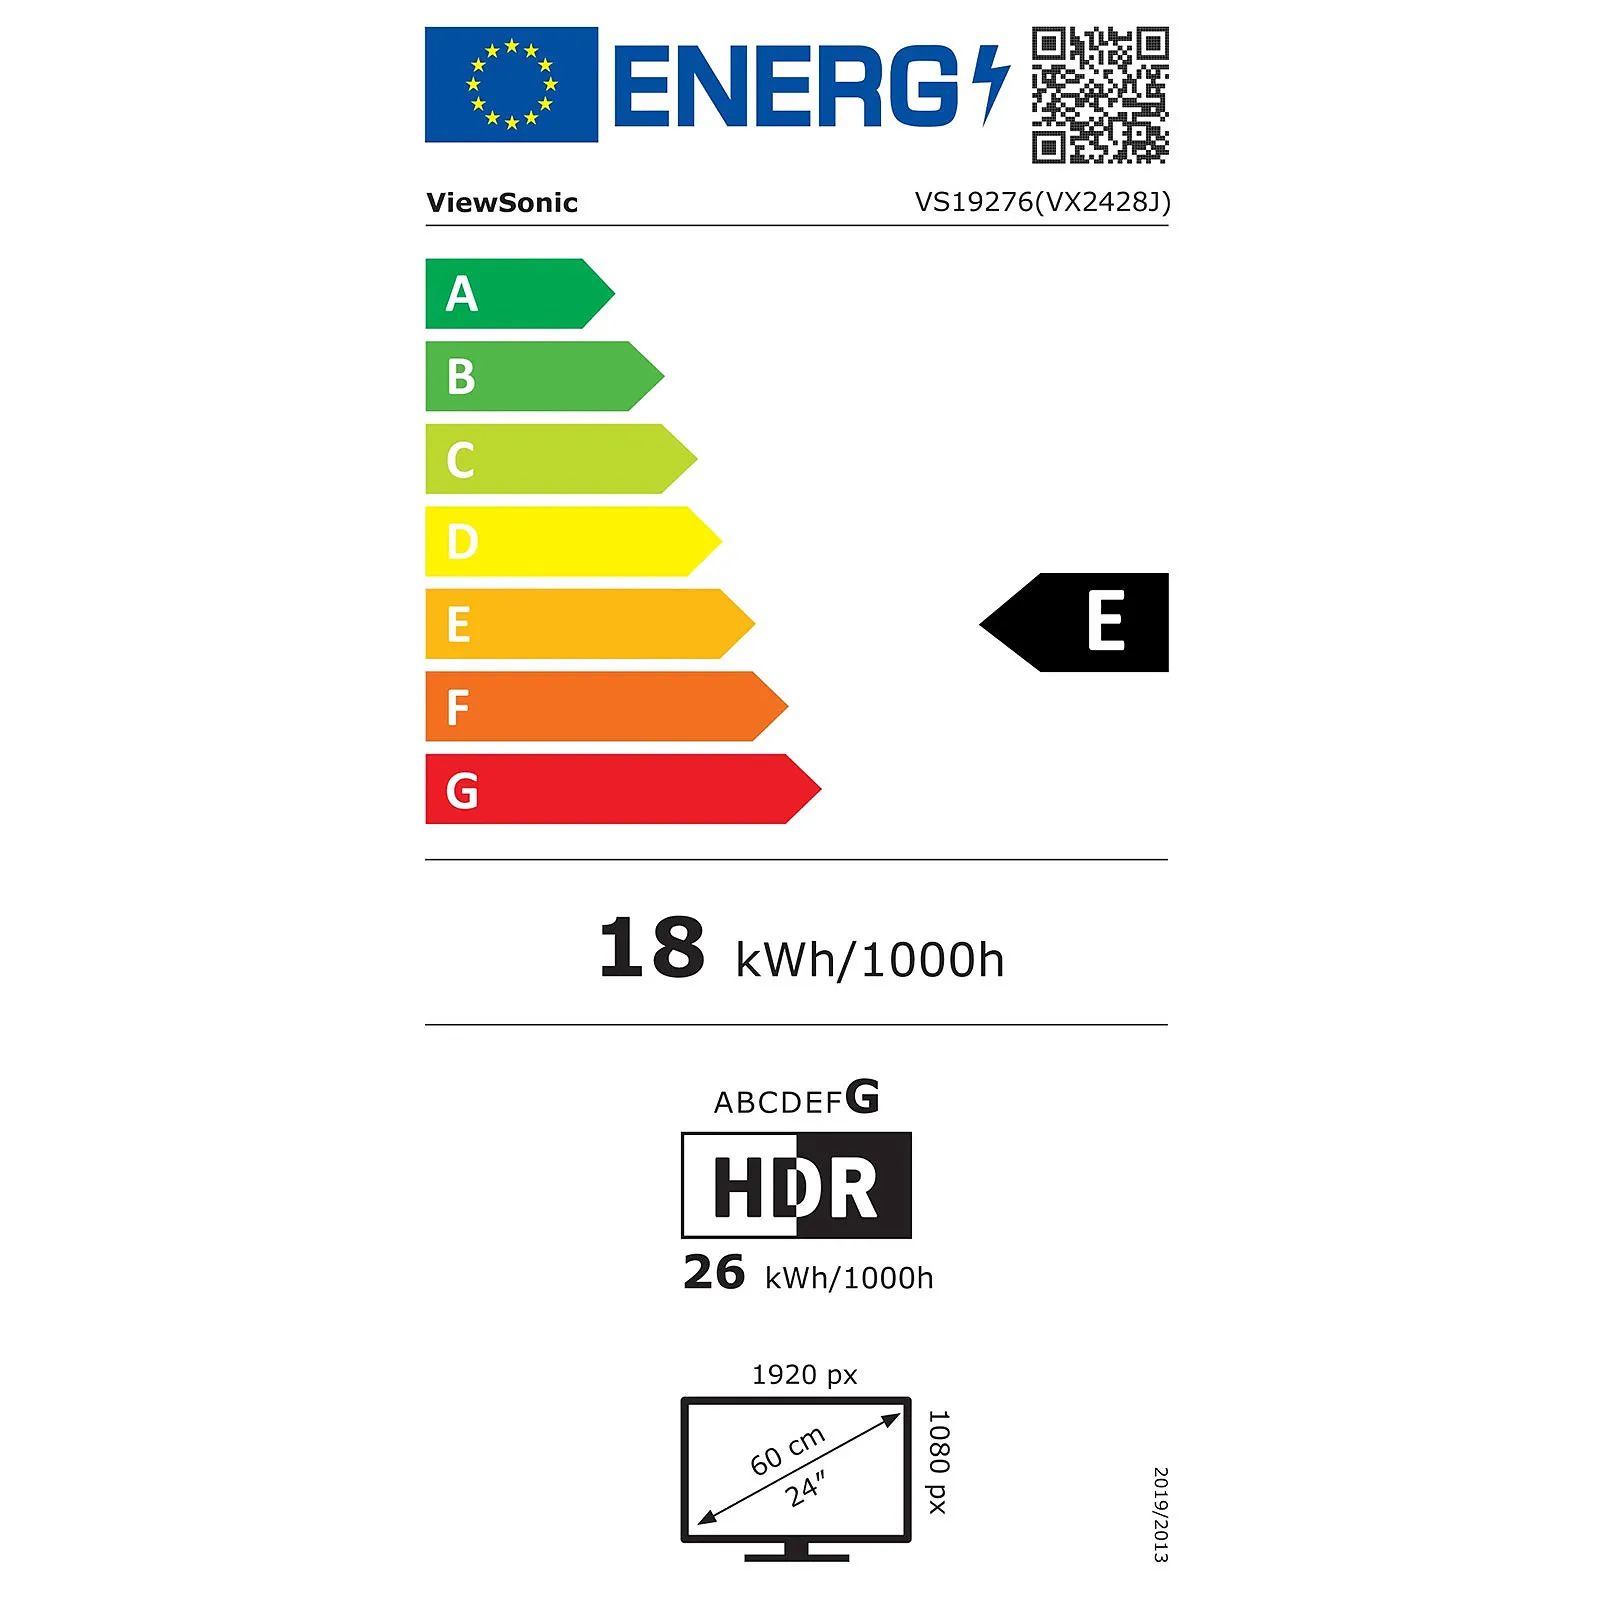 ENERG
ViewSonic VS19276(VX2428J)
A
B
C
D
E
E
F
G
18 kWh/1000h
ABCDEFG
HDR
26 kWh/1000h
1920 px
60 cm
24"
1080 px
2019/2013